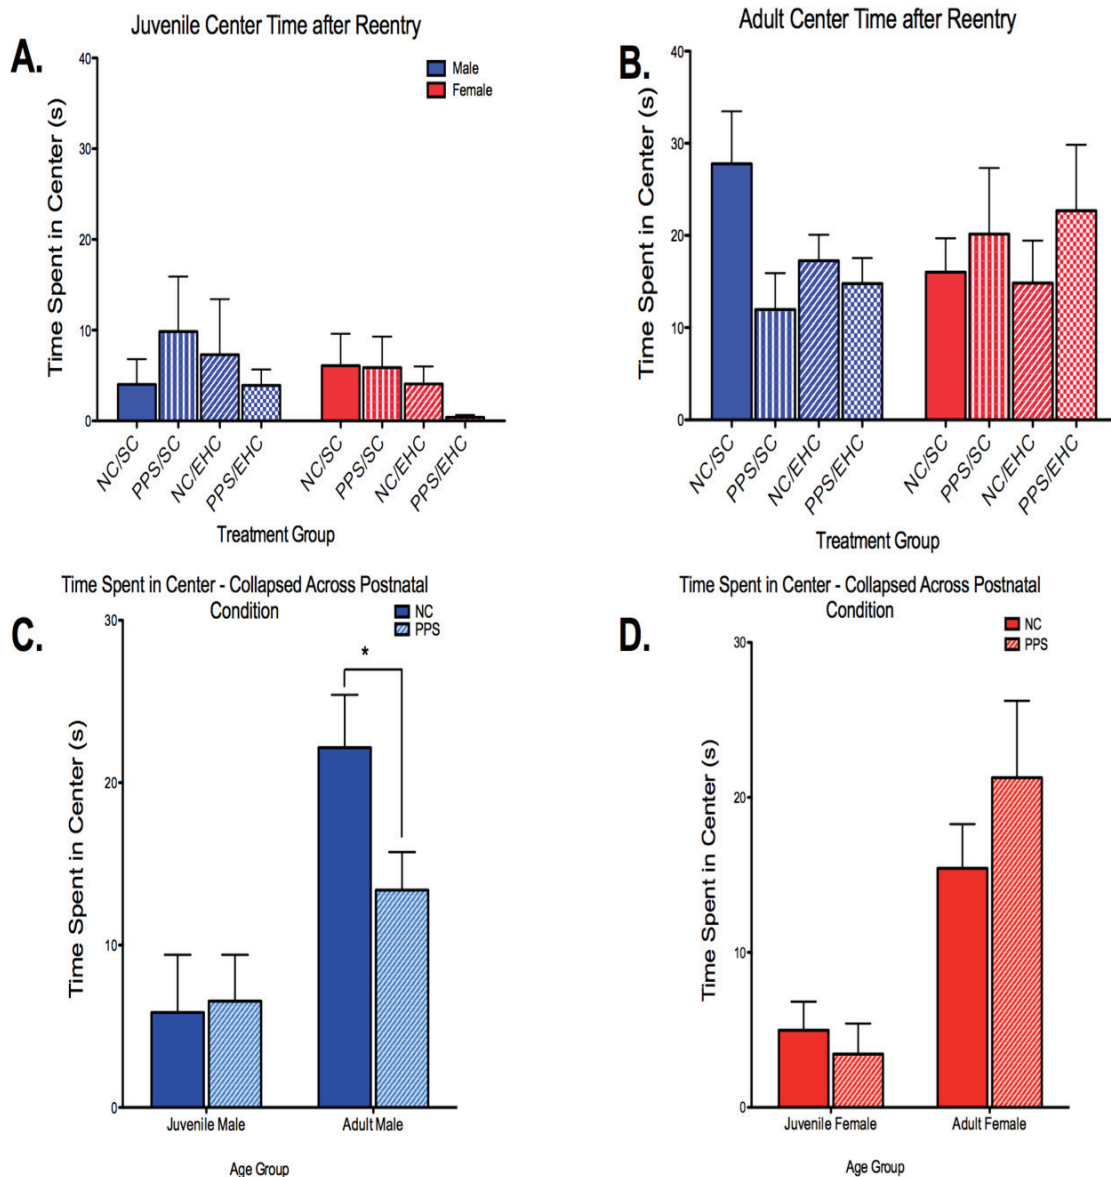 Juvenile Center Time after Reentry
A.
Male
Female
40
30
20
10
0
Time Spent in Center (s)
NC/SC
PPS/SC
NC/EHC
PPS/EHC
NC/SC
PPS/SC
NC/EHC
PPS/EHC
Treatment Group
Adult Center Time after Reentry
B.
40
30
20
10
0
Time Spent in Center (s)
NC/SC
PPS/SC
NC/EHC
PPS/EHC
NC/SC
PPS/SC
NC/EHC
PPS/EHC
Treatment Group
Time Spent in Center - Collapsed Across Postnatal
Condition
C.
NC
PPS
30
20
10
0
*
Time Spent in Center (s)
Juvenile Male
Adult Male
Age Group
Time Spent in Center - Collapsed Across Postnatal
Condition
D.
NC
PPS
30
20
10
0
Time Spent in Center (s)
Juvenile Female
Adult Female
Age Group